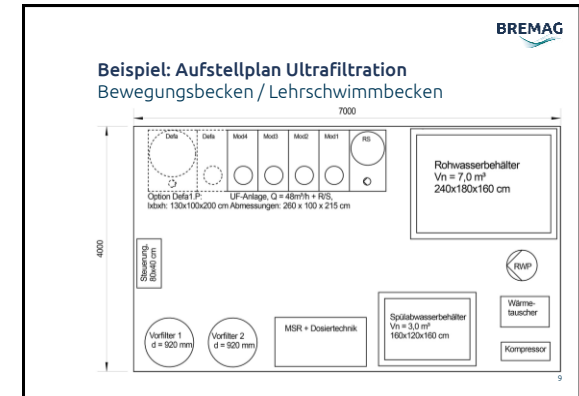 BREMAG
Beispiel: Aufstellplan Ultrafiltration
Bewegungsbecken / Lehrschwimmbecken
7000
Defa
Defa
Mod4
Mod3
Mod2
Mod1
RS
Rohwasserbehälter
Vn = 7,0 m³
240x180x160 cm
Option Defa1.P:
lxbxh: 130x100x200 cm
UF-Anlage, Q = 48m³/h + R/S,
Abmessungen: 260 x 100 x 215 cm
4000
Steuerung,
80x40 cm
RWP
Wärme-
tauscher
Spülabwasserbehälter
Vn = 3,0 m³
160x120x160 cm
MSR + Dosiertechnik
Vorfilter 1
d = 920 mm
Vorfilter 2
d = 920 mm
Kompressor
9